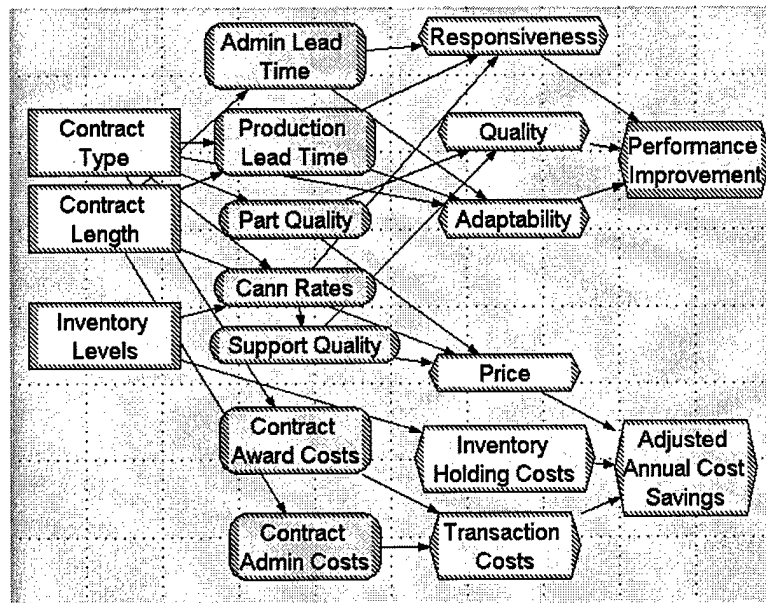 Admin Lead
Time
Responsiveness
Contract
Type
Production
Lead Time
Quality
Performance
Improvement
Contract
Length
Part Quality
Adaptability
Cann Rates
Inventory
Levels
Support Quality
Price
Contract
Award Costs
Inventory
Holding Costs
Adjusted
Annual Cost
Savings
Contract
Admin Costs
Transaction
Costs